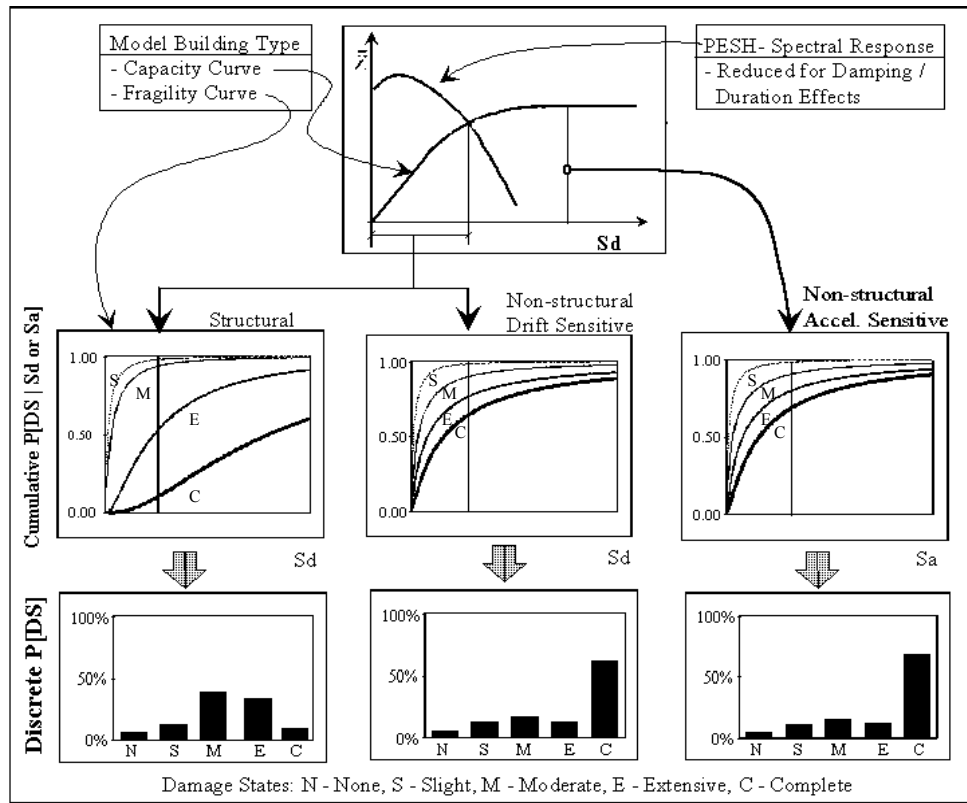 Model Building Type
- Capacity Curve
- Fragility Curve
PESH- Spectral Response
- Reduced for Damping /
Duration Effects
Sd
Cumulative P[DS | Sd or Sa]
Structural
1.00
0.50
0.00
S
M
E
C
Sd
Non-structural
Drift Sensitive
1.00
0.50
0.00
S
M
E
C
Sd
Non-structural
Accel. Sensitive
1.00
0.50
0.00
S
M
E
C
Sa
Discrete P[DS]
100%
50%
0%
N S M E C
100%
50%
0%
N S M E C
100%
50%
0%
N S M E C
Damage States: N - None, S - Slight, M - Moderate, E - Extensive, C - Complete